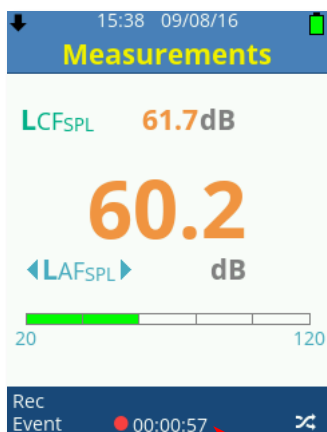 15:38 09/08/16
Measurements
LCFSPL 61.7dB
60.2
LAFSPL dB
20 120
Rec
Event 00:00:57